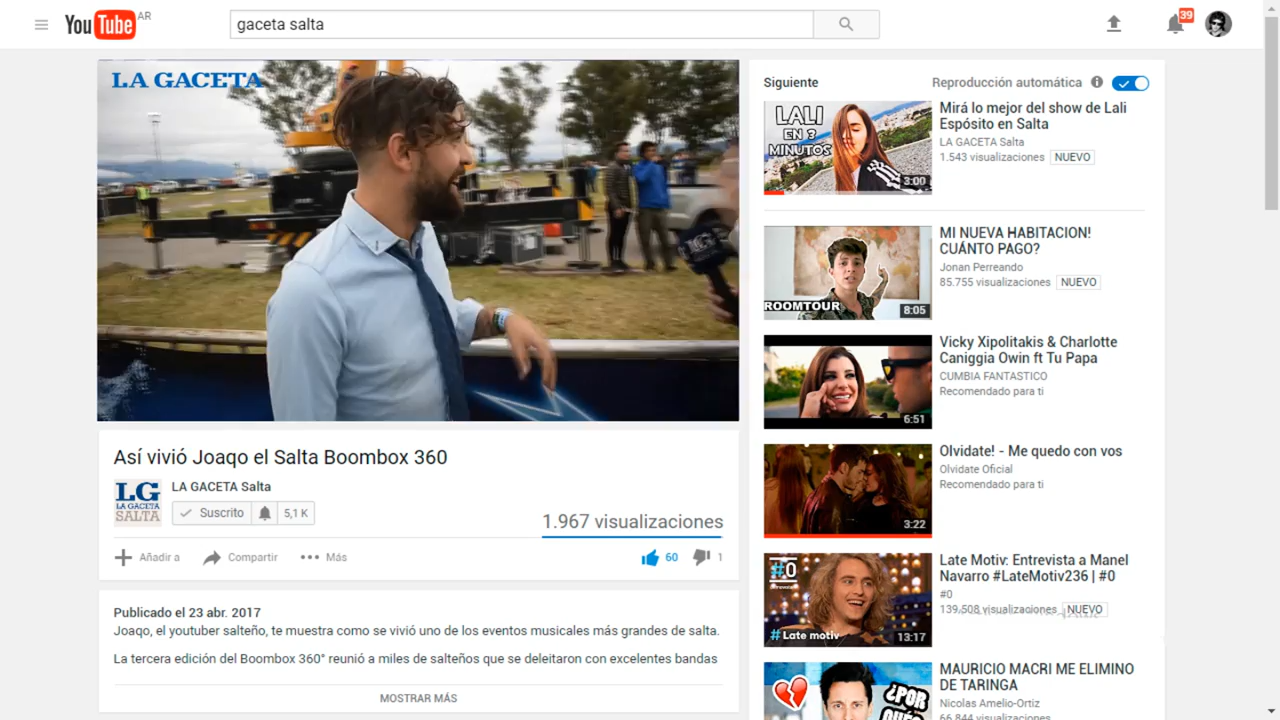 YouTube AR
gaceta salta
39
LA GACETA
Siguiente
Reproducción automática
LALI
EN 3
MINUTOS
3:00
Mirá lo mejor del show de Lali
Espósito en Salta
LA GACETA Salta
1.543 visualizaciones NUEVO
ROOMTOUR
8:05
MI NUEVA HABITACION!
CUÁNTO PAGO?
Jonan Perreando
85.755 visualizaciones NUEVO
6:51
Vicky Xipolitakis & Charlotte
Caniggia Owin ft Tu Papa
CUMBIA FANTASTICO
Recomendado para ti
3:22
Olvidate! - Me quedo con vos
Olvidate Oficial
Recomendado para ti
#0
#Late motiv
13:17
Late Motiv: Entrevista a Manel
Navarro #LateMotiv236 | #0
#0
139.508 visualizaciones NUEVO
¿POR
QUÉ
MAURICIO MACRI ME ELIMINO
DE TARINGA
Nicolas Amelio-Ortiz
66.844 visualizaciones
Así vivió Joaqo el Salta Boombox 360
LG
LA GACETA
SALTA
LA GACETA Salta
Suscrito 5,1 K
1.967 visualizaciones
Añadir a Compartir Más
60 1
Publicado el 23 abr. 2017
Joaqo, el youtuber salteño, te muestra como se vivió uno de los eventos musicales más grandes de salta.
La tercera edición del Boombox 360° reunió a miles de salteños que se deleitaron con excelentes bandas
MOSTRAR MÁS